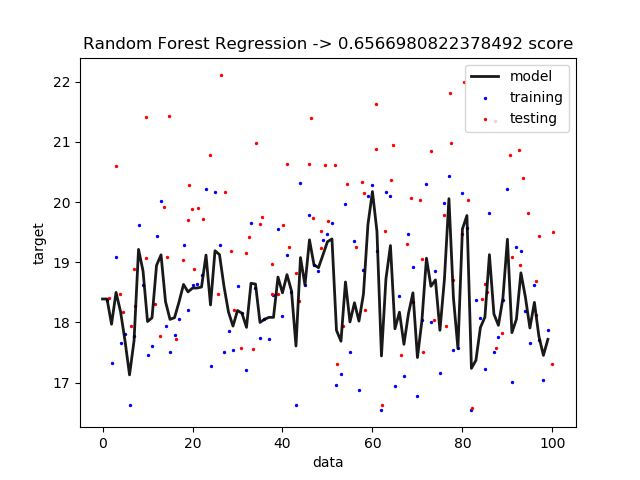 Random Forest Regression -> 0.6566980822378492 score
model
training
testing
target
22
21
20
19
18
17
0 20 40 60 80 100
data